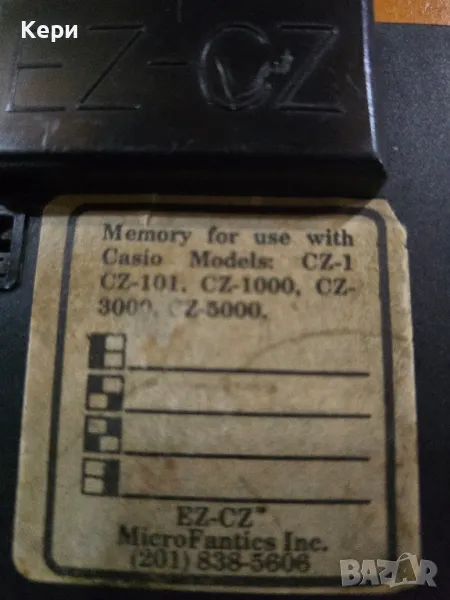 Кери
EZ-CZ
Memory for use with
Casio Models: CZ-1
CZ-101, CZ-1000, CZ-
3000, CZ-5000.
EZ-CZ™
MicroFantics Inc.
(201) 838-5606
BAZAR